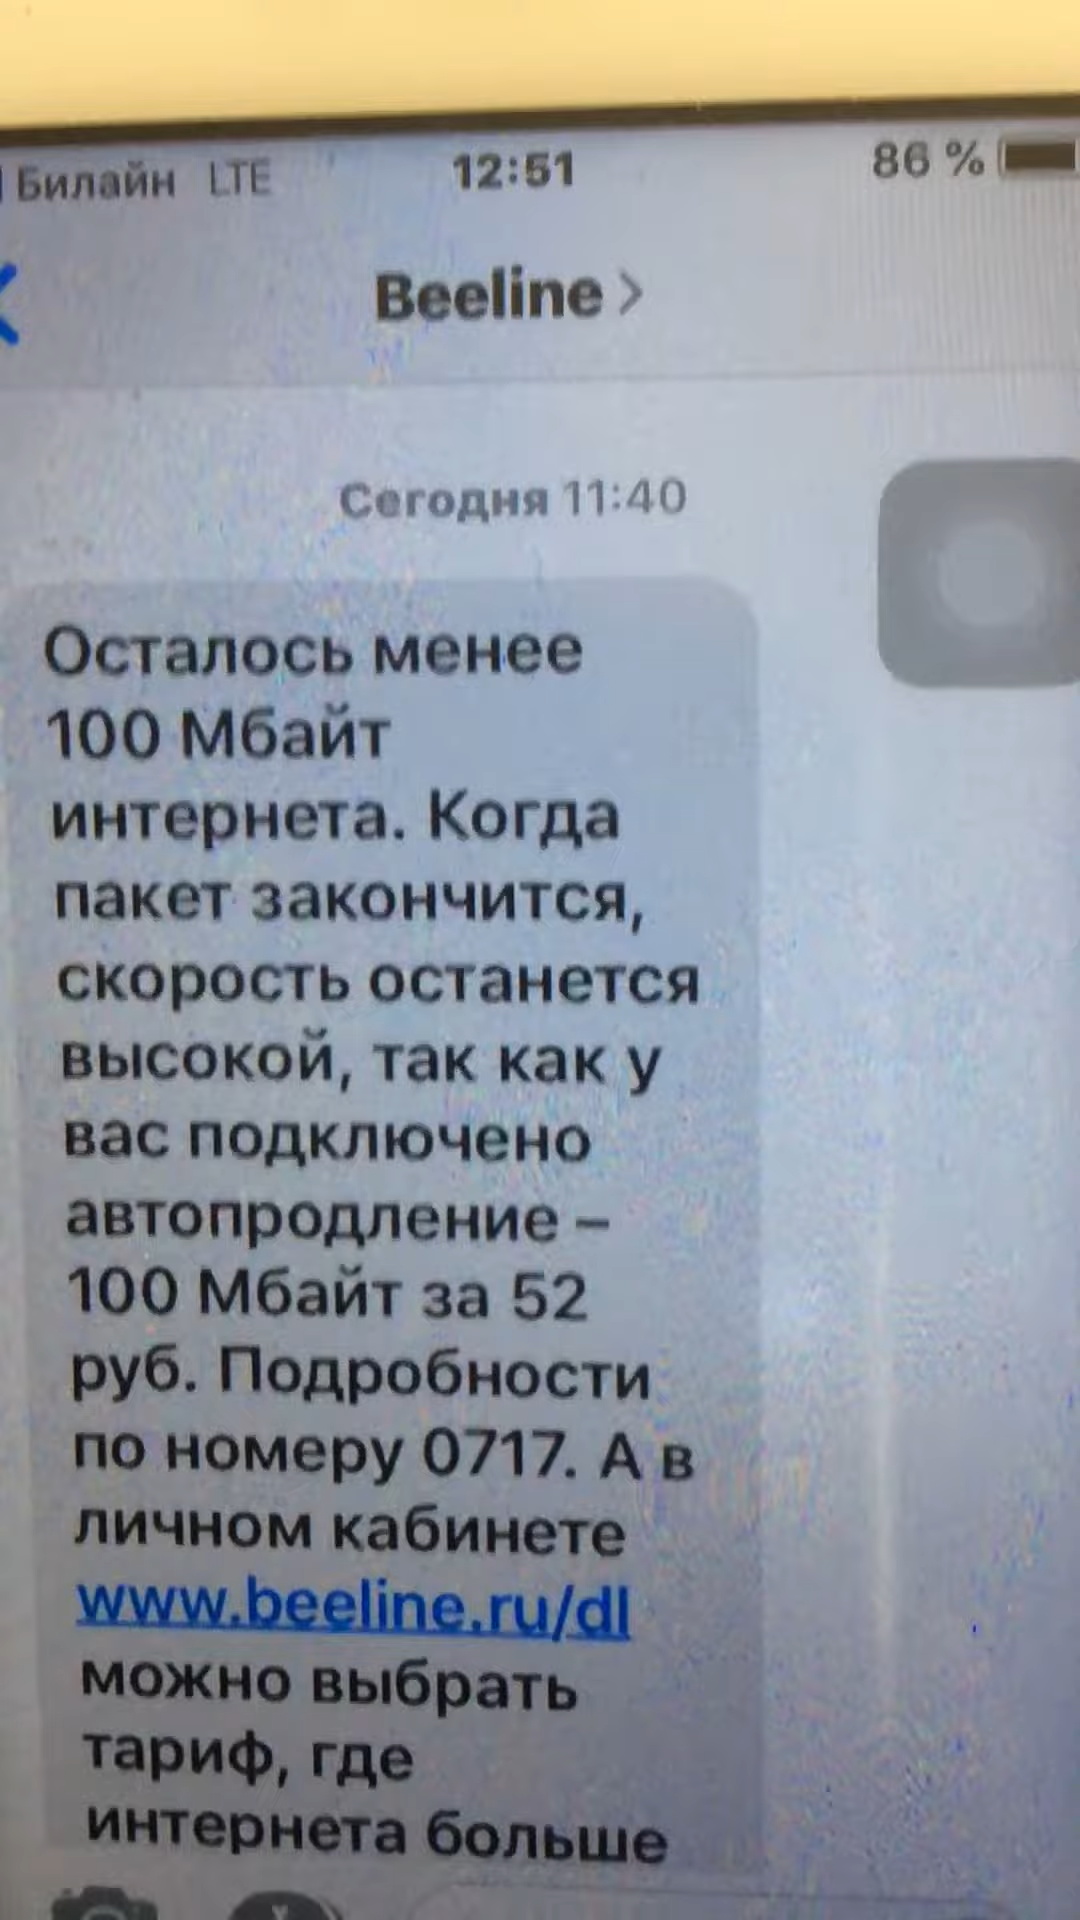 Билайн LTE 12:51 86 %
Beeline >
Сегодня 11:40
Осталось менее
100 Мбайт
интернета. Когда
пакет закончится,
скорость останется
высокой, так как у
вас подключено
автопродление –
100 Мбайт за 52
руб. Подробности
по номеру 0717. А в
личном кабинете
www.beeline.ru/dl
можно выбрать
тариф, где
интернета больше